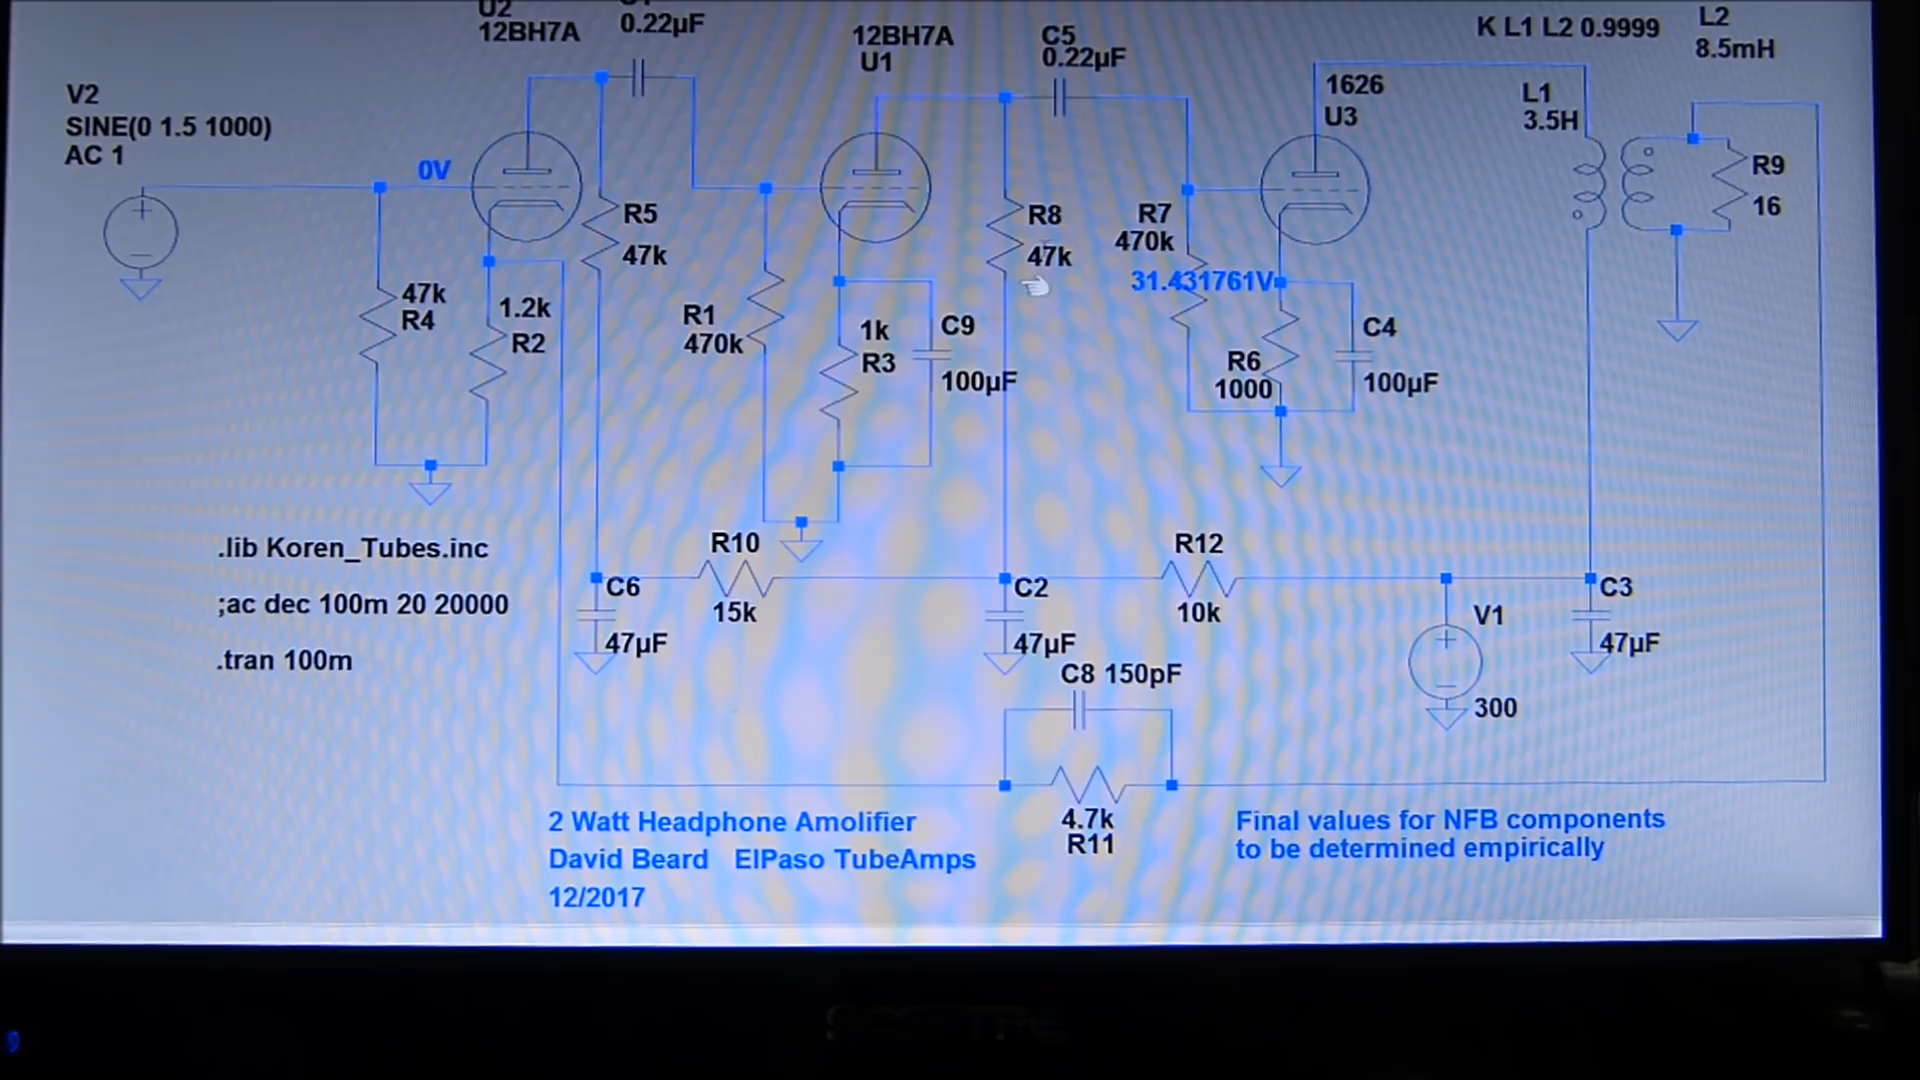 U2
12BH7A
0.22µF
12BH7A
U1
C5
0.22µF
K L1 L2 0.9999
L2
8.5mH
V2
SINE(0 1.5 1000)
AC 1
0V
1626
U3
L1
3.5H
R9
16
R5
47k
R8
47k
R7
470k
31.431761V
47k
R4
1.2k
R2
R1
470k
1k
R3
C9
100µF
R6
1000
C4
100µF
.lib Koren_Tubes.inc
;ac dec 100m 20 20000
.tran 100m
R10
15k
R12
10k
C6
47µF
C2
47µF
C3
47µF
V1
300
C8 150pF
4.7k
R11
2 Watt Headphone Amolifier
David Beard ElPaso TubeAmps
12/2017
Final values for NFB components
to be determined empirically